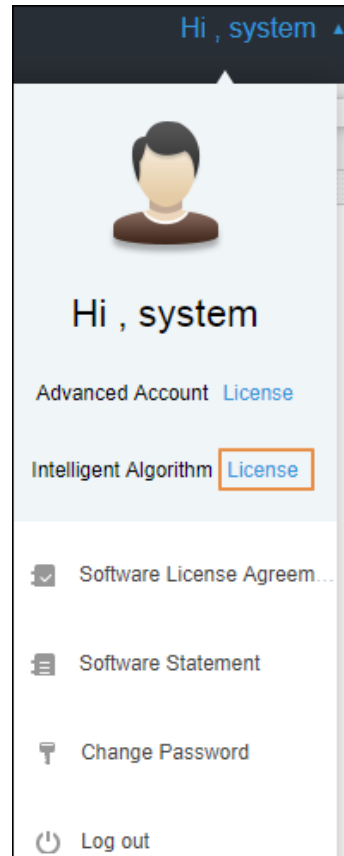 Hi , system
Hi , system
Advanced Account License
Intelligent Algorithm License
Software License Agreem...
Software Statement
Change Password
Log out